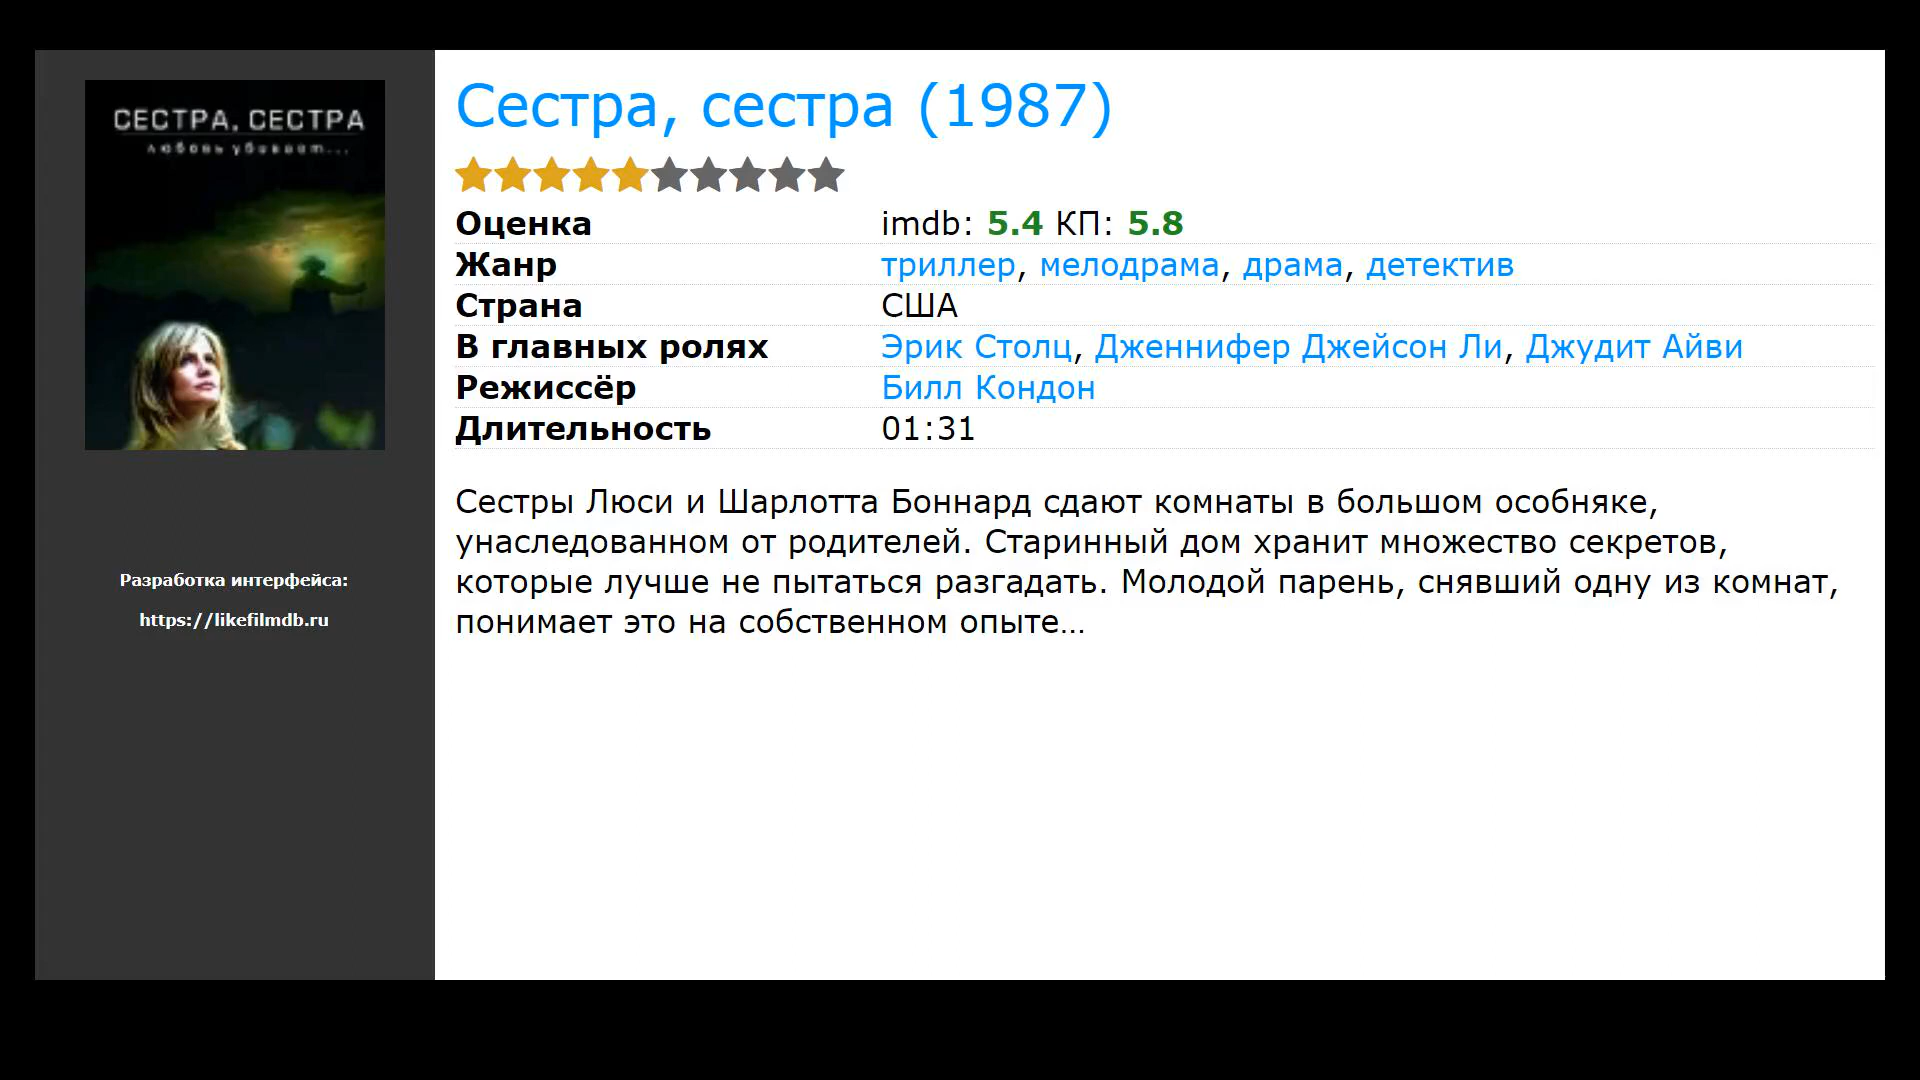 СЕСТРА, СЕСТРА
любовь убивает...
Разработка интерфейса:
https://likefilmdb.ru
Сестра, сестра (1987)
Оценка imdb: 5.4 КП: 5.8
Жанр триллер, мелодрама, драма, детектив
Страна США
В главных ролях Эрик Столц, Дженнифер Джейсон Ли, Джудит Айви
Режиссёр Билл Кондон
Длительность 01:31
Сестры Люси и Шарлотта Боннард сдают комнаты в большом особняке,
унаследованном от родителей. Старинный дом хранит множество секретов,
которые лучше не пытаться разгадать. Молодой парень, снявший одну из комнат,
понимает это на собственном опыте...